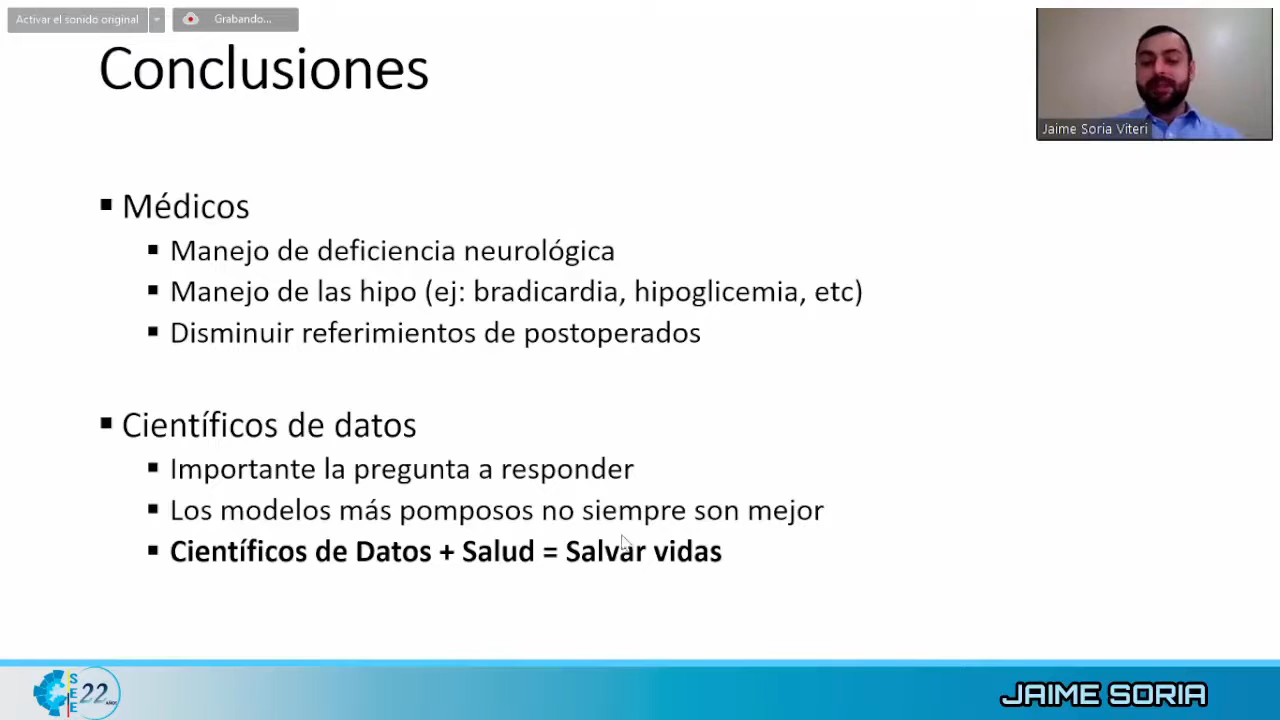 Activar el sonido original
Grabando...
Conclusiones
Jaime Soria Viteri
Médicos
Manejo de deficiencia neurológica
Manejo de las hipo (ej: bradicardia, hipoglicemia, etc)
Disminuir referimientos de postoperados
Científicos de datos
Importante la pregunta a responder
Los modelos más pomposos no siempre son mejor
Científicos de Datos + Salud = Salvar vidas
SEE
22
AÑOS
JAIME SORIA